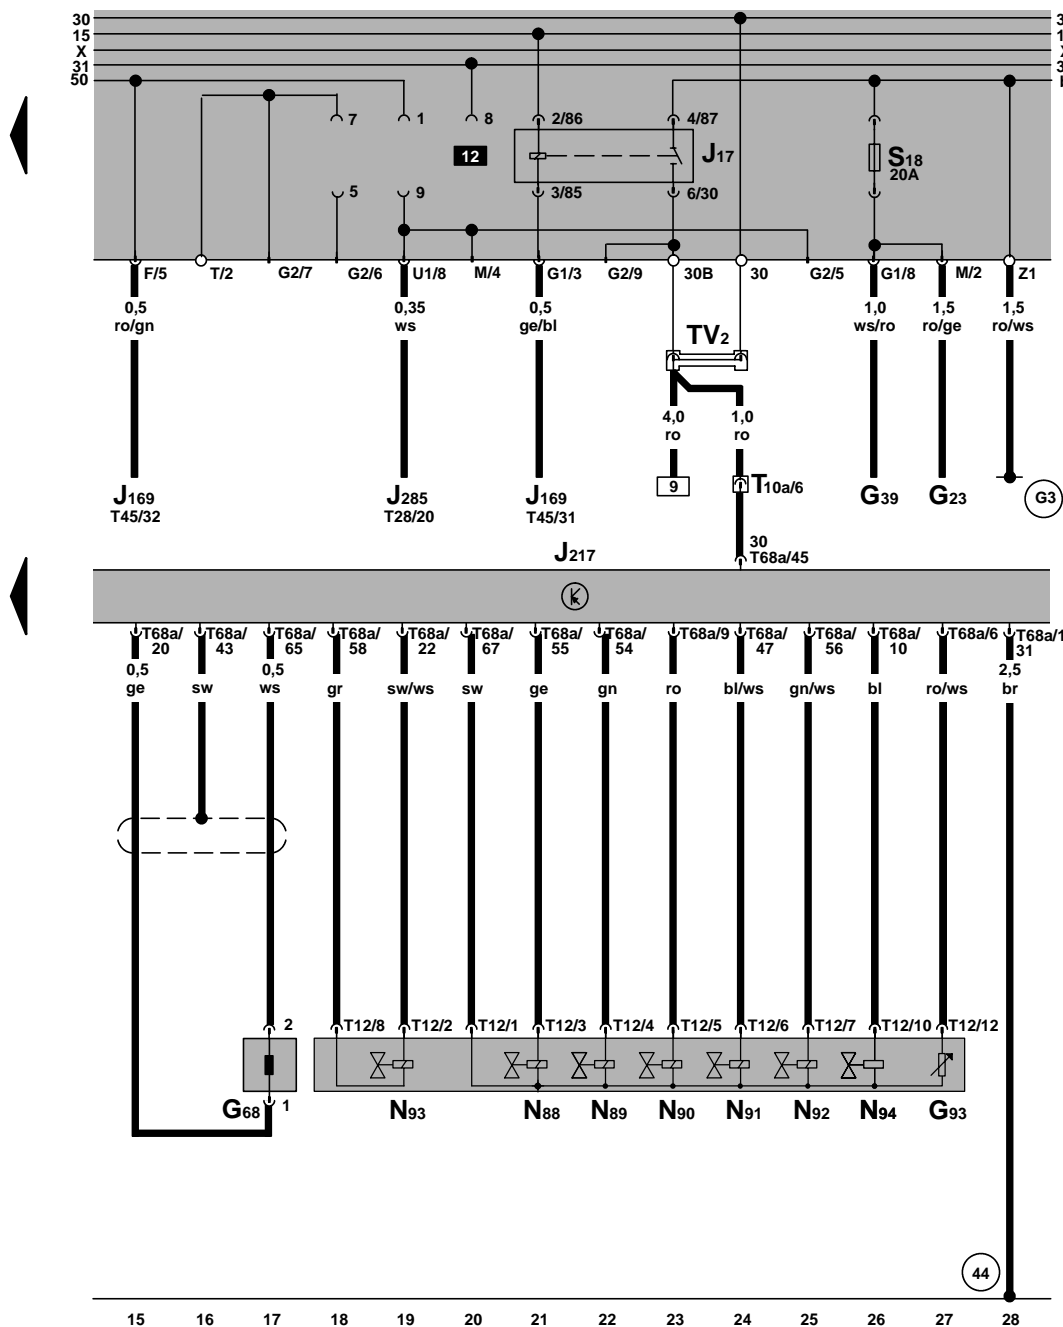 30
15
X
31
50
3
1
X
3
7
1
8
2/86
4/87
12
J17
S18
20A
5
9
3/85
6/30
F/5
T/2
G2/7
G2/6
U1/8
M/4
G1/3
G2/9
30B
30
G2/5
G1/8
M/2
Z1
0,5
ro/gn
0,35
ws
0,5
ge/bl
1,0
ws/ro
1,5
ro/ge
1,5
ro/ws
TV2
4,0
ro
1,0
ro
J169
T45/32
J285
T28/20
J169
T45/31
9
T10a/6
G39
G23
G3
J217
30
T68a/45
T68a/
20
T68a/
43
T68a/
65
T68a/
58
T68a/
22
T68a/
67
T68a/
55
T68a/
54
T68a/9
T68a/
47
T68a/
56
T68a/
10
T68a/6
T68a/1
31
0,5
ge
sw
0,5
ws
gr
sw/ws
sw
ge
gn
ro
bl/ws
gn/ws
bl
ro/ws
2,5
br
2
T12/8
T12/2
T12/1
T12/3
T12/4
T12/5
T12/6
T12/7
T12/10
T12/12
G68
1
N93
N88
N89
N90
N91
N92
N94
G93
44
15
16
17
18
19
20
21
22
23
24
25
26
27
28